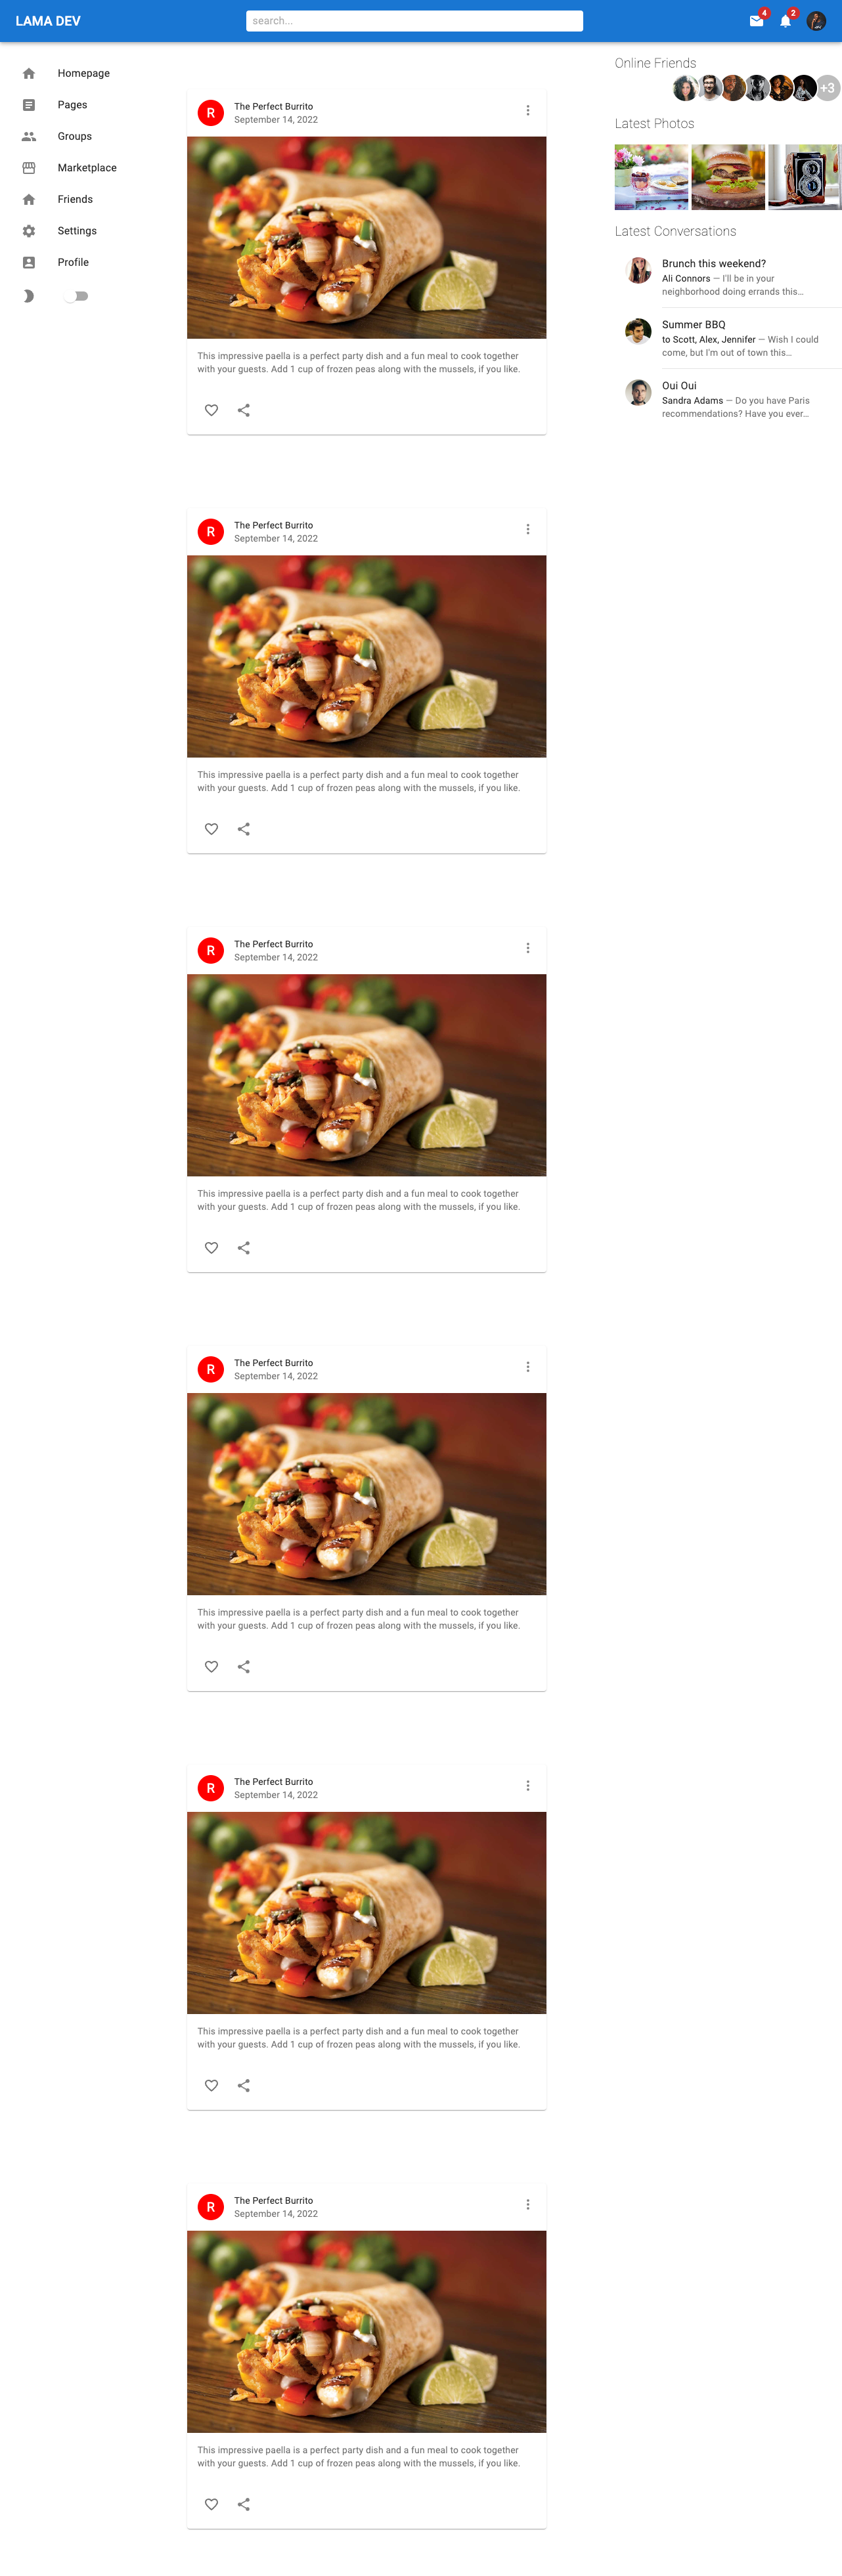 LAMA DEV
search...
4
2
Homepage
Pages
Groups
Marketplace
Friends
Settings
Profile
R
The Perfect Burrito
September 14, 2022
This impressive paella is a perfect party dish and a fun meal to cook together
with your guests. Add 1 cup of frozen peas along with the mussels, if you like.
R
The Perfect Burrito
September 14, 2022
This impressive paella is a perfect party dish and a fun meal to cook together
with your guests. Add 1 cup of frozen peas along with the mussels, if you like.
R
The Perfect Burrito
September 14, 2022
This impressive paella is a perfect party dish and a fun meal to cook together
with your guests. Add 1 cup of frozen peas along with the mussels, if you like.
R
The Perfect Burrito
September 14, 2022
This impressive paella is a perfect party dish and a fun meal to cook together
with your guests. Add 1 cup of frozen peas along with the mussels, if you like.
R
The Perfect Burrito
September 14, 2022
This impressive paella is a perfect party dish and a fun meal to cook together
with your guests. Add 1 cup of frozen peas along with the mussels, if you like.
R
The Perfect Burrito
September 14, 2022
This impressive paella is a perfect party dish and a fun meal to cook together
with your guests. Add 1 cup of frozen peas along with the mussels, if you like.
Online Friends
+3
Latest Photos
Latest Conversations
Brunch this weekend?
Ali Connors — I'll be in your
neighborhood doing errands this…
Summer BBQ
to Scott, Alex, Jennifer — Wish I could
come, but I'm out of town this…
Oui Oui
Sandra Adams — Do you have Paris
recommendations? Have you ever…